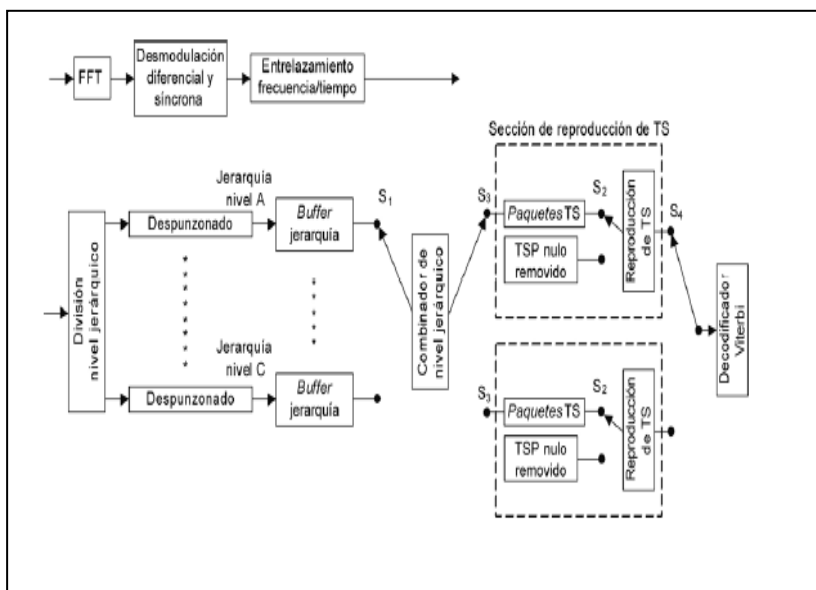 FFT
Desmodulación
diferencial y
síncrona
Entrelazamiento
frecuencia/tiempo
Sección de reproducción de TS
División
nivel jerárquico
Jerarquía
nivel A
Despunzonado
Buffer
jerarquía
S1
Jerarquía
nivel C
Despunzonado
Buffer
jerarquía
Combinador de
nivel jerárquico
S3
Paquetes TS
S2
TSP nulo
removido
Reproducción
de TS
S4
S3
Paquetes TS
S2
TSP nulo
removido
Reproducción
de TS
Decodificador
Viterbi